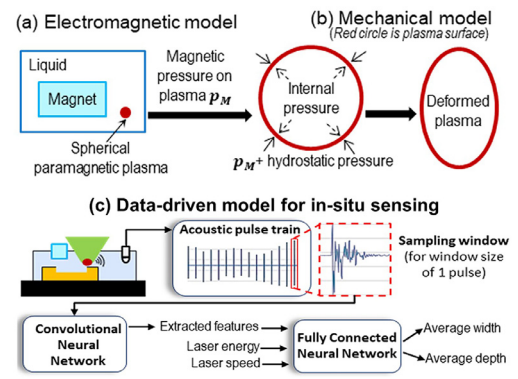 (a) Electromagnetic model
(b) Mechanical model
(Red circle is plasma surface)
Liquid
Magnet
Spherical
paramagnetic plasma
Magnetic
pressure on
plasma p_M
Internal
pressure
p_M+ hydrostatic pressure
Deformed
plasma
(c) Data-driven model for in-situ sensing
Acoustic pulse train
Sampling window
(for window size
of 1 pulse)
Convolutional
Neural
Network
Extracted features
Laser energy
Laser speed
Fully Connected
Neural Network
Average width
Average depth